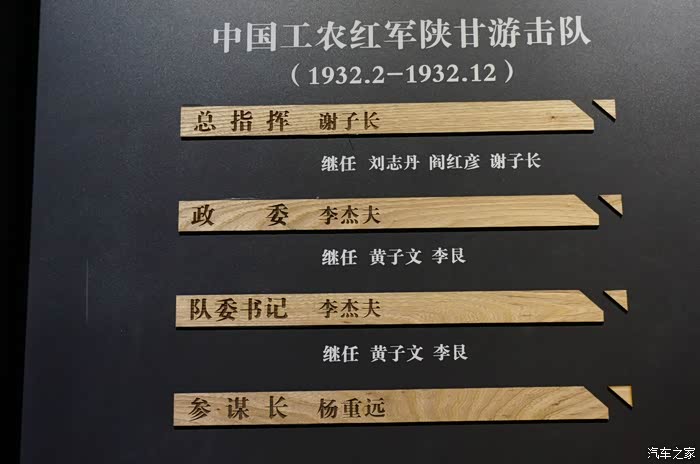 中国工农红军陕甘游击队
（1932.2-1932.12）
总指挥 谢子长
继任 刘志丹 阎红彦 谢子长
政委 李杰夫
继任 黄子文 李艮
队委书记 李杰夫
继任 黄子文 李艮
参谋长 杨重远
汽车之家